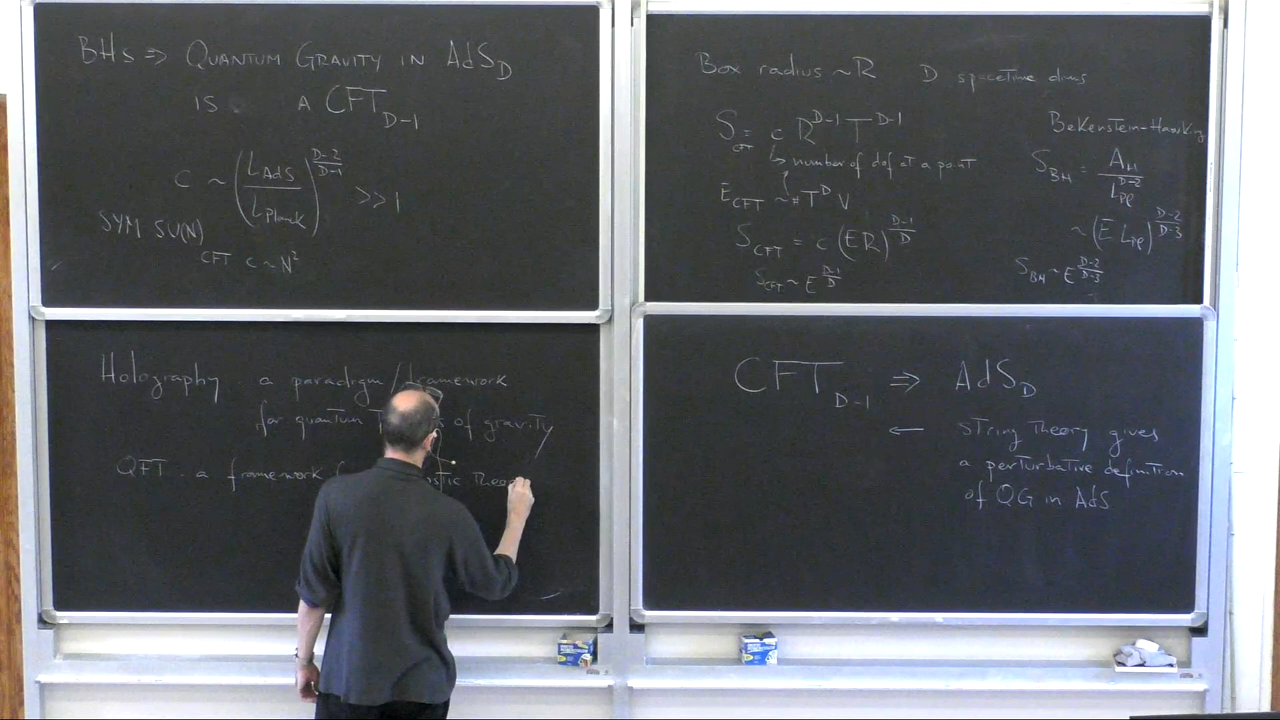 BHs ⇒ QUANTUM GRAVITY IN AdS_D
IS A CFT_{D-1}
c ~ (L_AdS / L_Planck)^{(D-2)/(D-1)} >> 1
SYM SU(N)
CFT c ~ N^2
Holography a paradigm/framework
for quantum of gravity
QFT : a framework
Box radius ~ R D spacetime dims
S_CFT = c R^{D-1} T^{D-1}
↳ number of dof at a point
E_CFT ~ # T^D V
S_CFT = c (E R)^{(D-1)/D}
S_CFT ~ E^{(D-1)/D}
Bekenstein-Hawking
S_BH = A_H / L_Pl^{D-2}
~ (E L_Pl)^{(D-2)/(D-3)}
S_BH ~ E^{(D-2)/(D-3)}
CFT_{D-1} ⇒ AdS_D
← String Theory gives
a perturbative definition
of QG in AdS